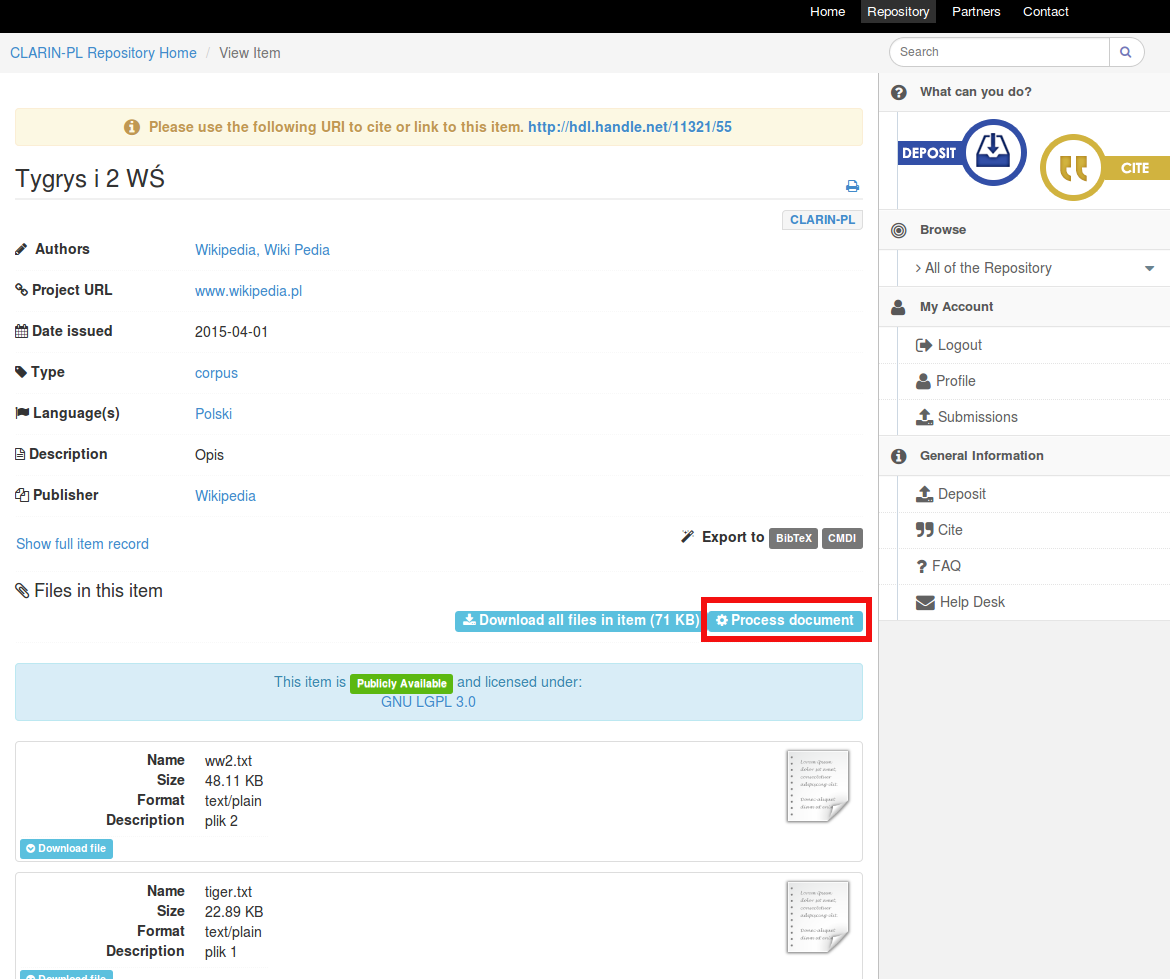 Home Repository Partners Contact
CLARIN-PL Repository Home / View Item
Search
Please use the following URI to cite or link to this item. http://hdl.handle.net/11321/55
Tygrys i 2 WŚ
CLARIN-PL
Authors Wikipedia, Wiki Pedia
Project URL www.wikipedia.pl
Date issued 2015-04-01
Type corpus
Language(s) Polski
Description Opis
Publisher Wikipedia
Show full item record
Export to BibTeX CMDI
Files in this item
Download all files in item (71 KB) Process document
This item is Publicly Available and licensed under:
GNU LGPL 3.0
Name ww2.txt
Size 48.11 KB
Format text/plain
Description plik 2
Download file
Name tiger.txt
Size 22.89 KB
Format text/plain
Description plik 1
Download file
What can you do?
DEPOSIT
CITE
Browse
All of the Repository
My Account
Logout
Profile
Submissions
General Information
Deposit
Cite
FAQ
Help Desk